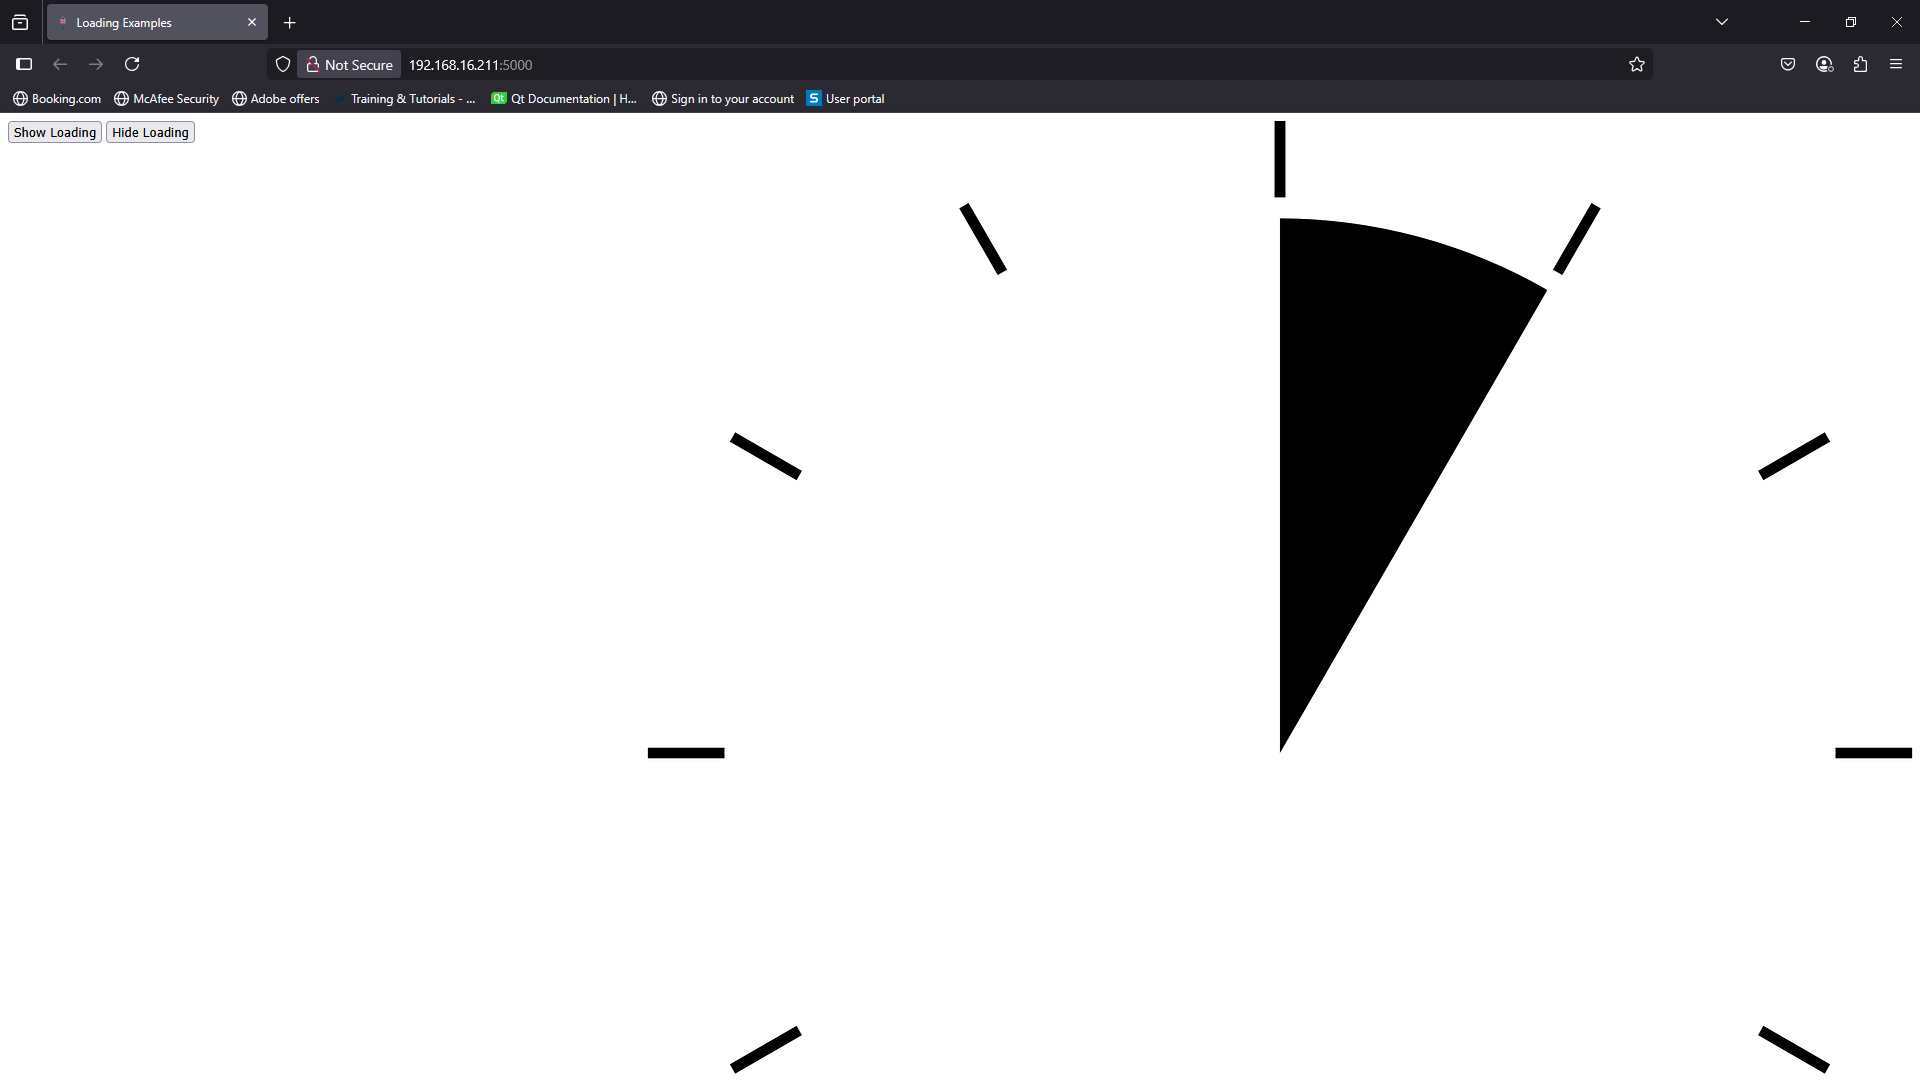 Loading Examples
Not Secure 192.168.16.211:5000
Booking.com McAfee Security Adobe offers Training & Tutorials - ... Qt Qt Documentation | H... Sign in to your account S User portal
Show Loading Hide Loading